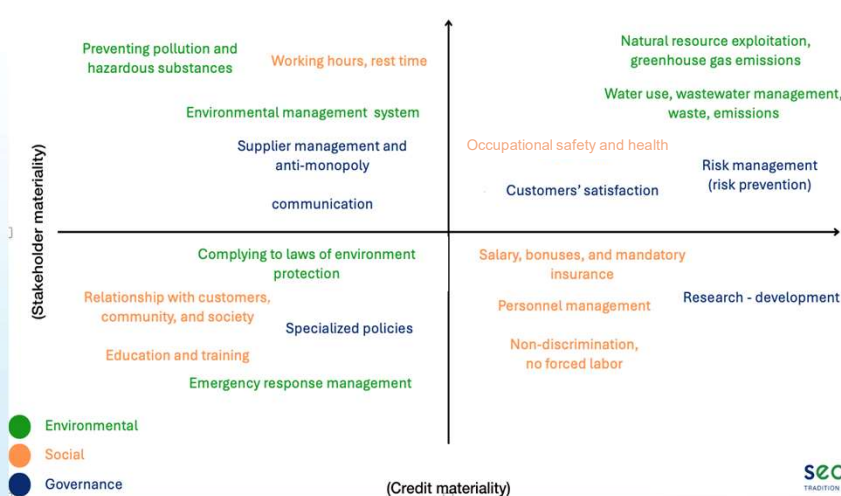 Preventing pollution and
hazardous substances
Working hours, rest time
Natural resource exploitation,
greenhouse gas emissions
Environmental management system
Water use, wastewater management,
waste, emissions
Supplier management and
anti-monopoly
Occupational safety and health
Risk management
(risk prevention)
communication
Customers' satisfaction
(Stakeholder materiality)
Complying to laws of environment
protection
Salary, bonuses, and mandatory
insurance
Relationship with customers,
community, and society
Specialized policies
Personnel management
Research - development
Education and training
Non-discrimination,
no forced labor
Emergency response management
Environmental
Social
Governance
(Credit materiality)
TRADITION